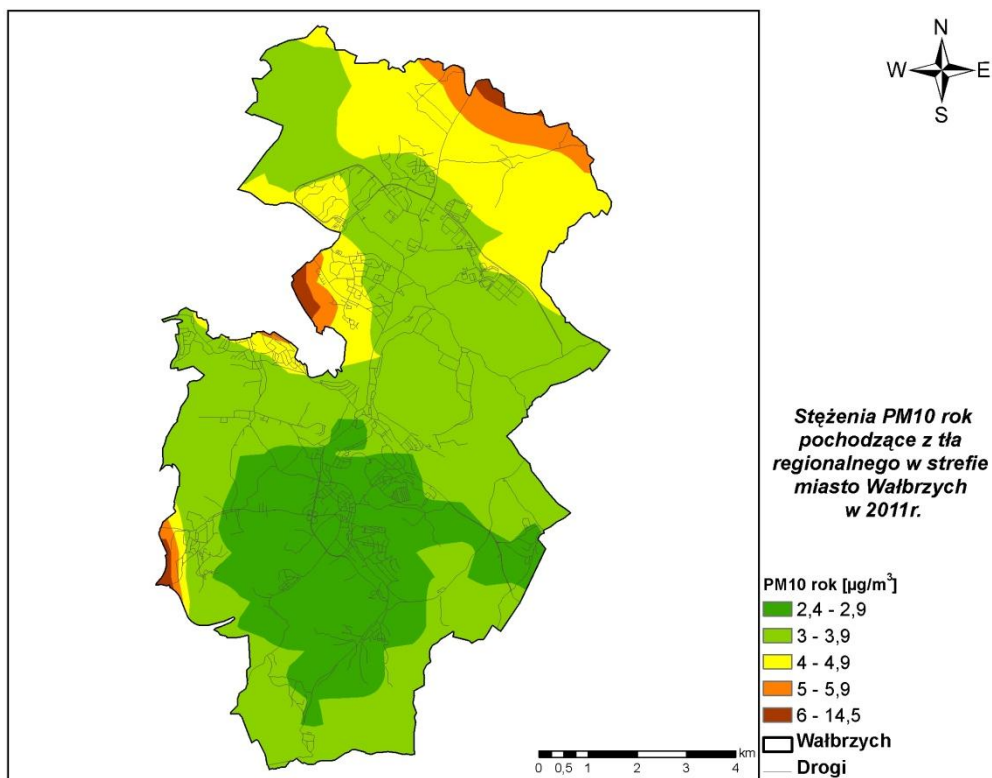 N
W E
S
Stężenia PM10 rok
pochodzące z tła
regionalnego w strefie
miasto Wałbrzych
w 2011r.
PM10 rok [µg/m³]
2,4 - 2,9
3 - 3,9
4 - 4,9
5 - 5,9
6 - 14,5
Wałbrzych
Drogi
km
0 0,5 1 2 3 4